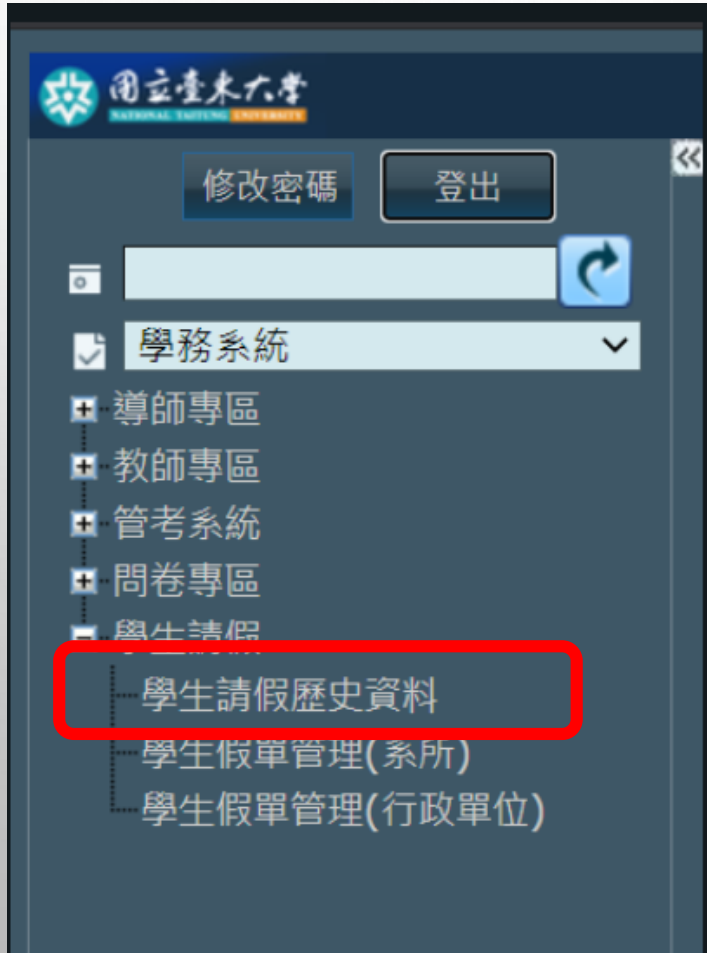 國立臺東大學
NATIONAL TAITUNG UNIVERSITY
修改密碼
登出
學務系統
導師專區
教師專區
管考系統
問卷專區
學生請假
學生請假歷史資料
學生假單管理(系所)
學生假單管理(行政單位)